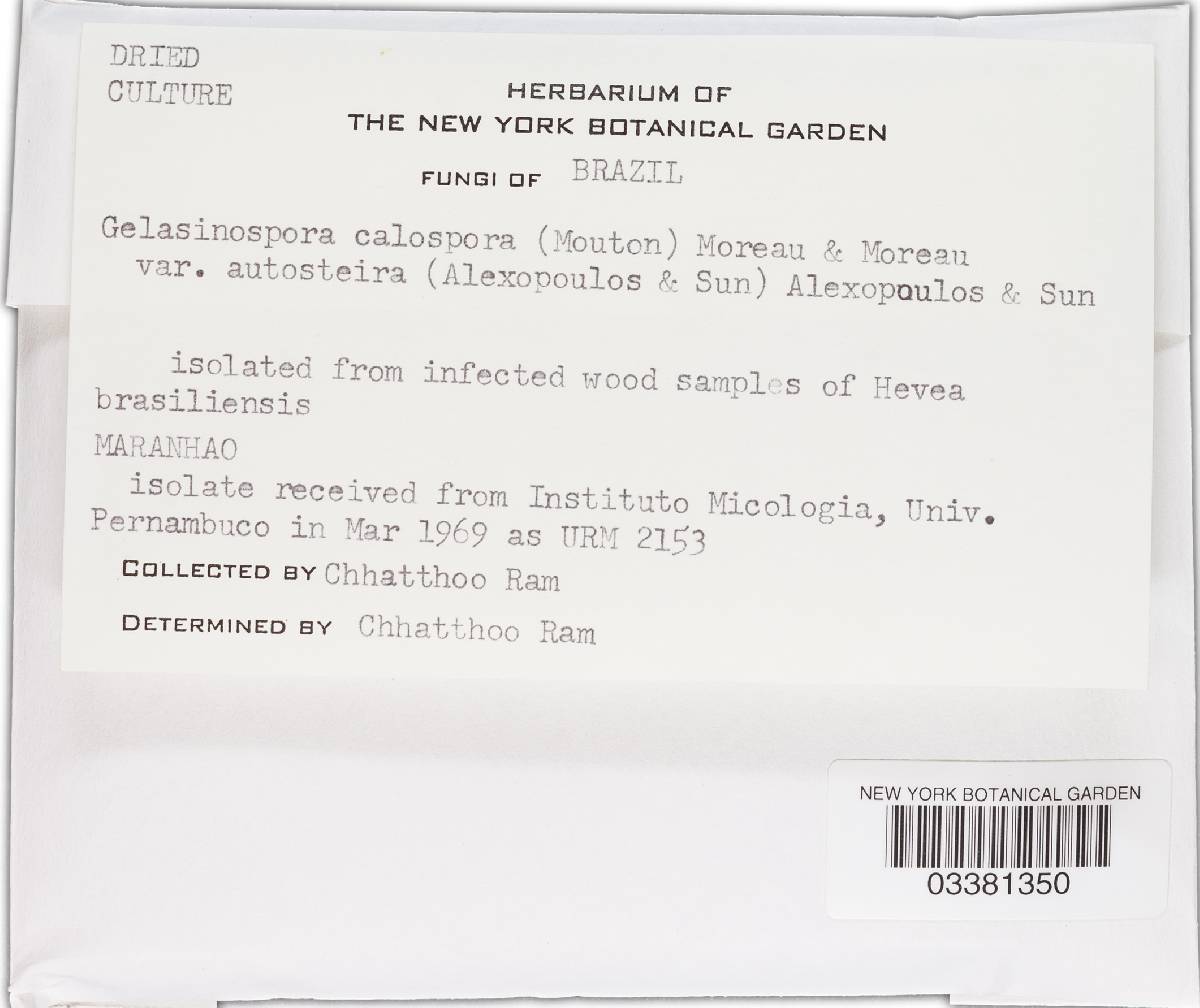 DRIED
CULTURE
HERBARIUM OF
THE NEW YORK BOTANICAL GARDEN
FUNGI OF BRAZIL
Gelasinospora calospora (Mouton) Moreau & Moreau
var. autosteira (Alexopoulos & Sun) Alexopoulos & Sun
isolated from infected wood samples of Hevea
brasiliensis
MARANHAO
isolate received from Instituto Micologia, Univ.
Pernambuco in Mar 1969 as URM 2153
COLLECTED BY Chhatthoo Ram
DETERMINED BY Chhatthoo Ram
NEW YORK BOTANICAL GARDEN
03381350